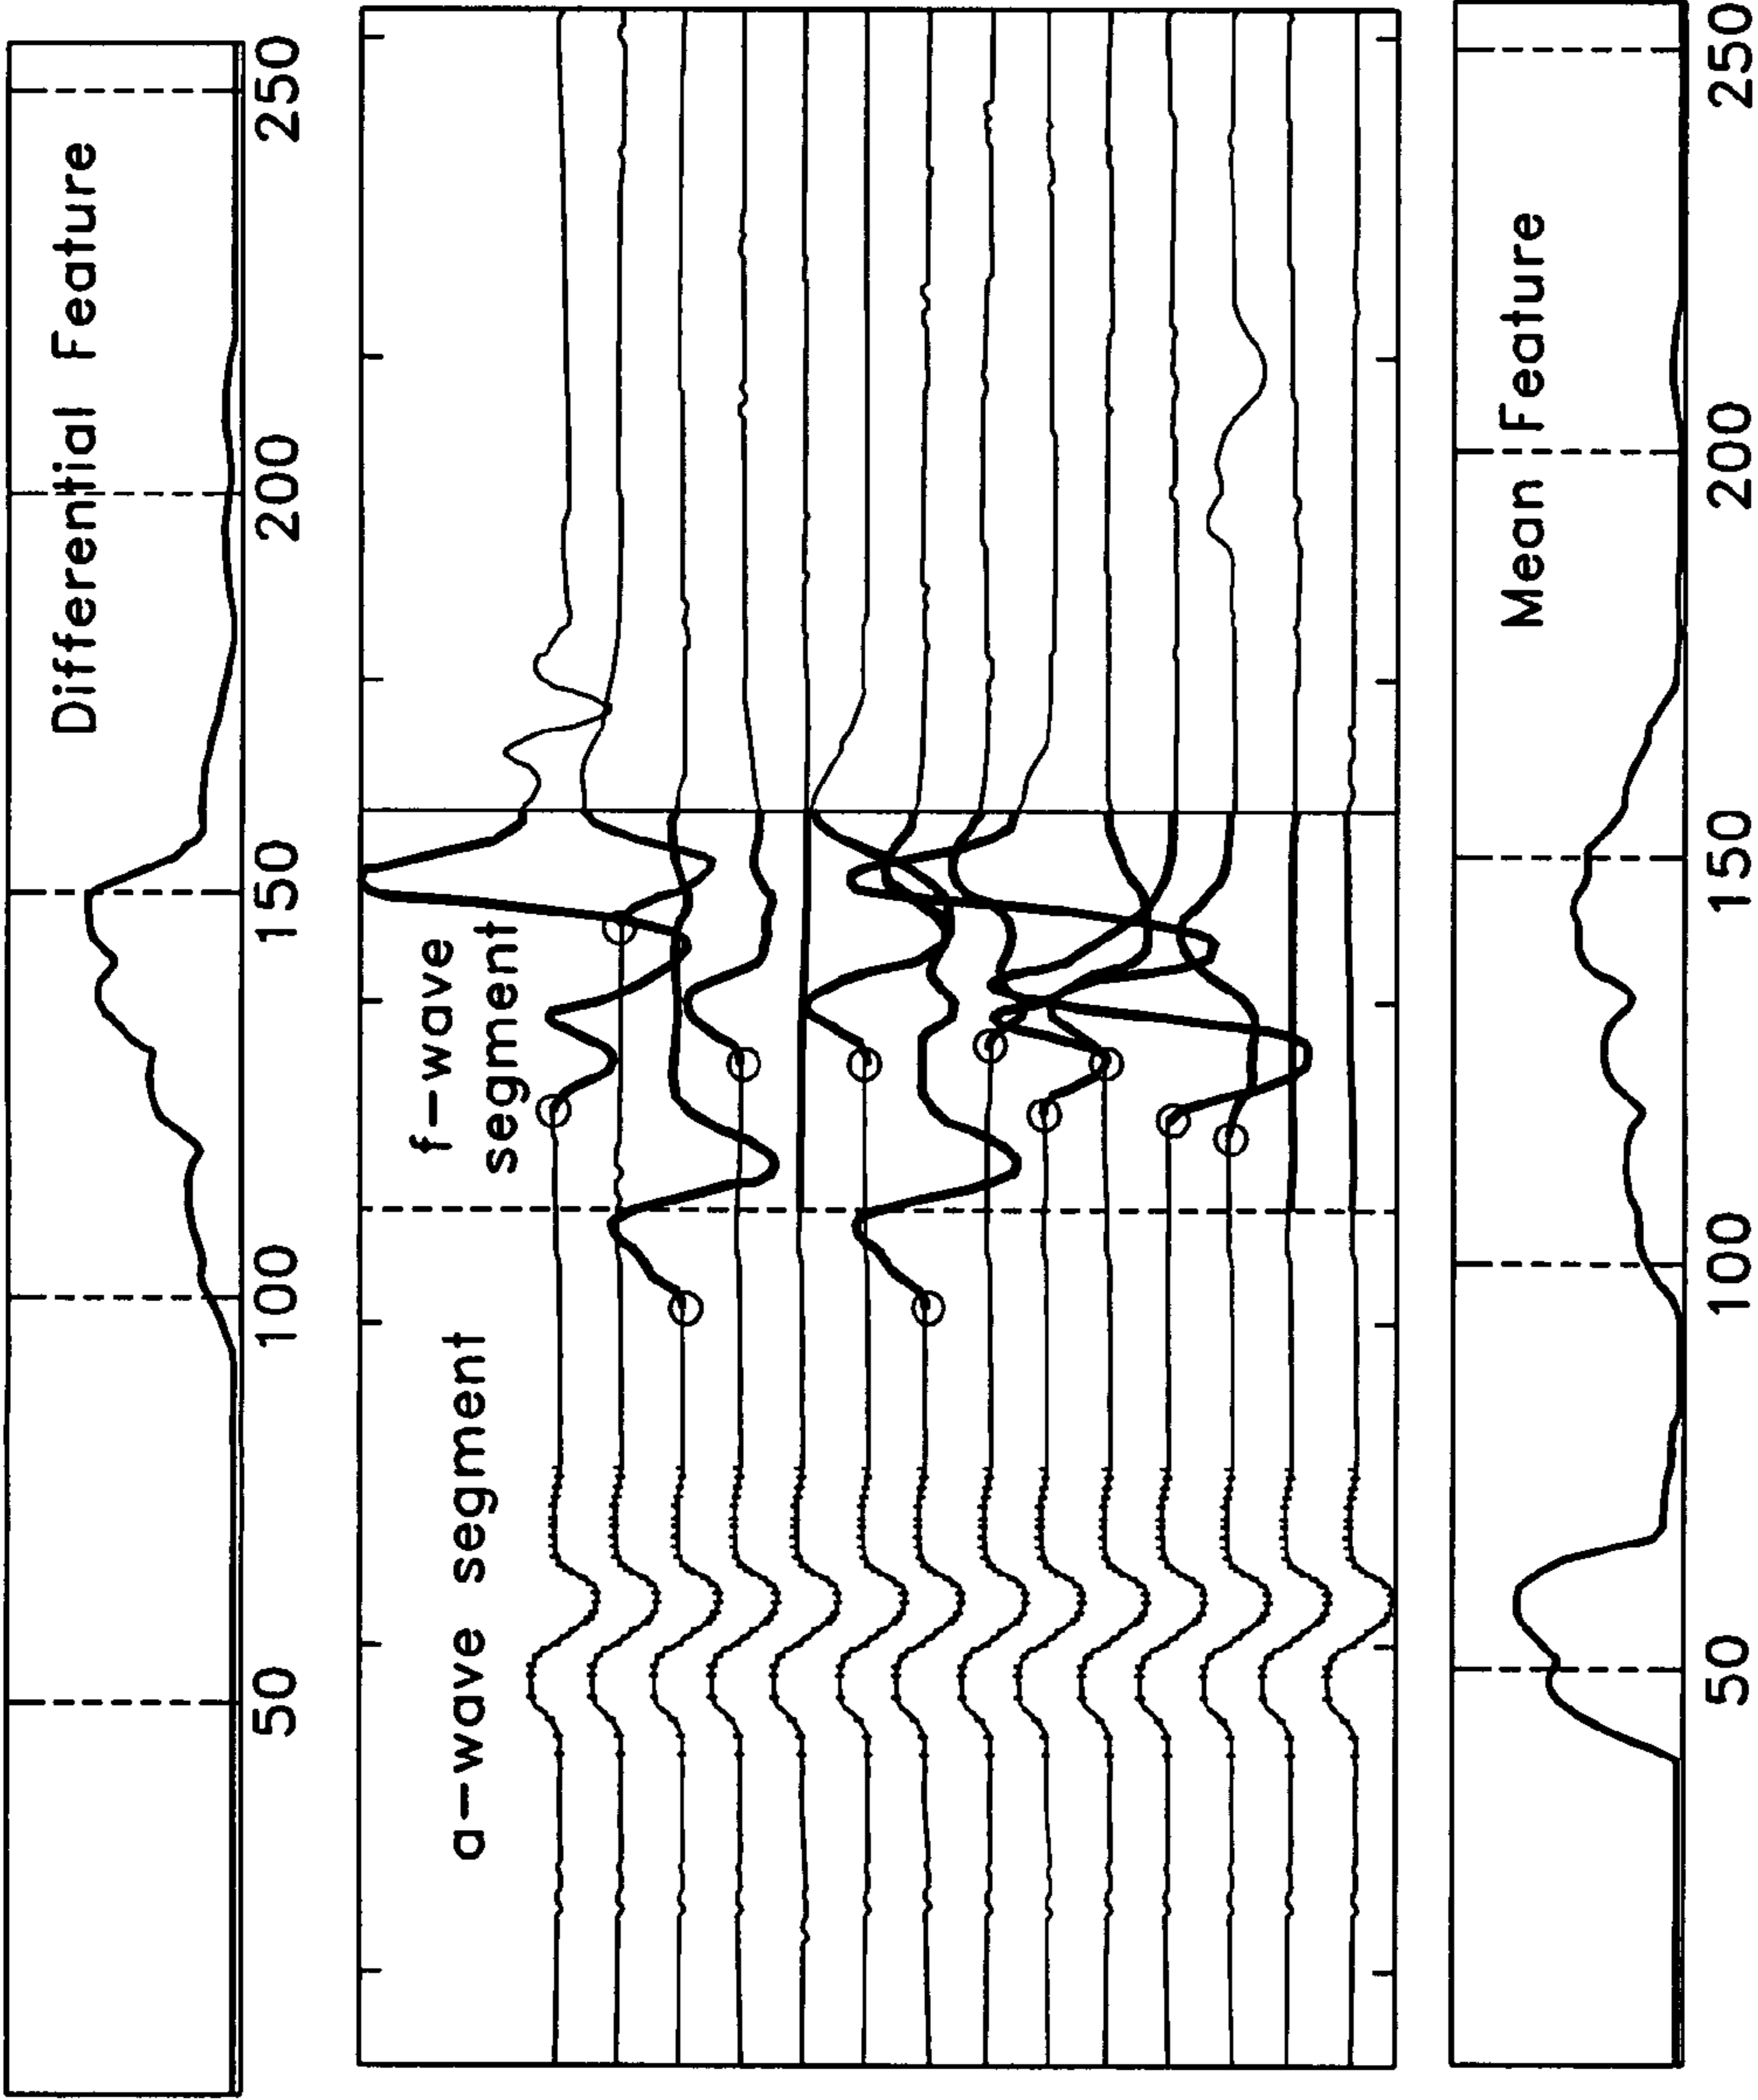 Differential Feature
50 100 150 200 250
a-wave segment
f-wave
segment
Mean Feature
50 100 150 200 250